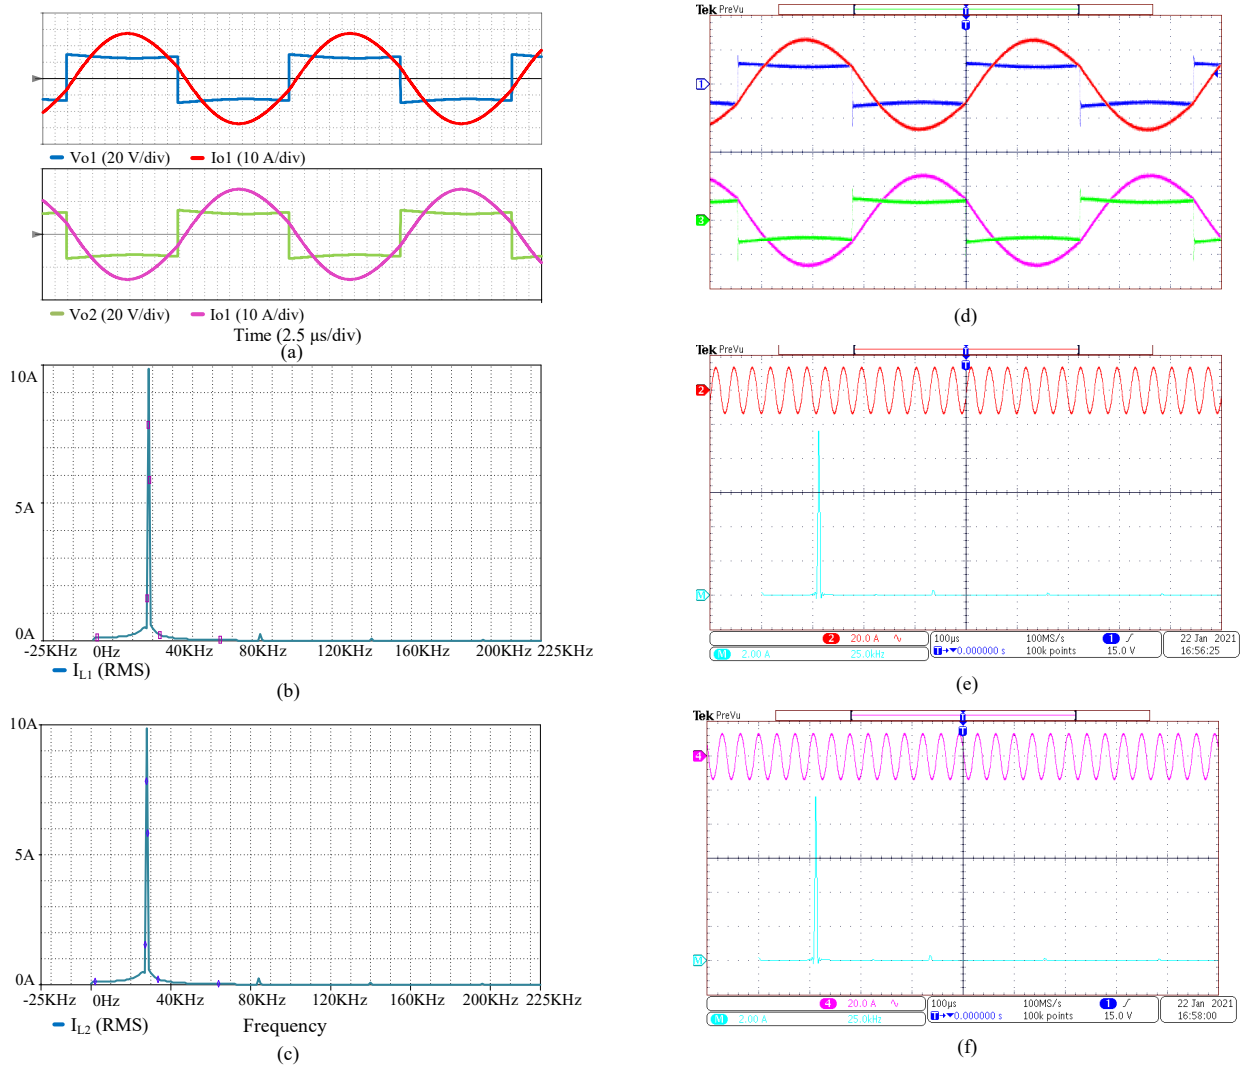 Vo1 (20 V/div) Io1 (10 A/div)
Vo2 (20 V/div) Io1 (10 A/div)
Time (2.5 µs/div)
(a)
10A
5A
0A
-25KHz 0Hz 40KHz 80KHz 120KHz 160KHz 200KHz 225KHz
I_L1 (RMS)
(b)
10A
5A
0A
-25KHz 0Hz 40KHz 80KHz 120KHz 160KHz 200KHz 225KHz
I_L2 (RMS) Frequency
(c)
Tek PreVu
T
T
1
3
(d)
Tek PreVu
T
T
2
M
2 20.0 A 100µs 100MS/s 1 22 Jan 2021
M 2.00 A 25.0kHz T→▼0.000000 s 100k points 15.0 V 16:56:25
(e)
Tek PreVu
T
T
4
M
4 20.0 A 100µs 100MS/s 1 22 Jan 2021
M 2.00 A 25.0kHz T→▼0.000000 s 100k points 15.0 V 16:58:00
(f)